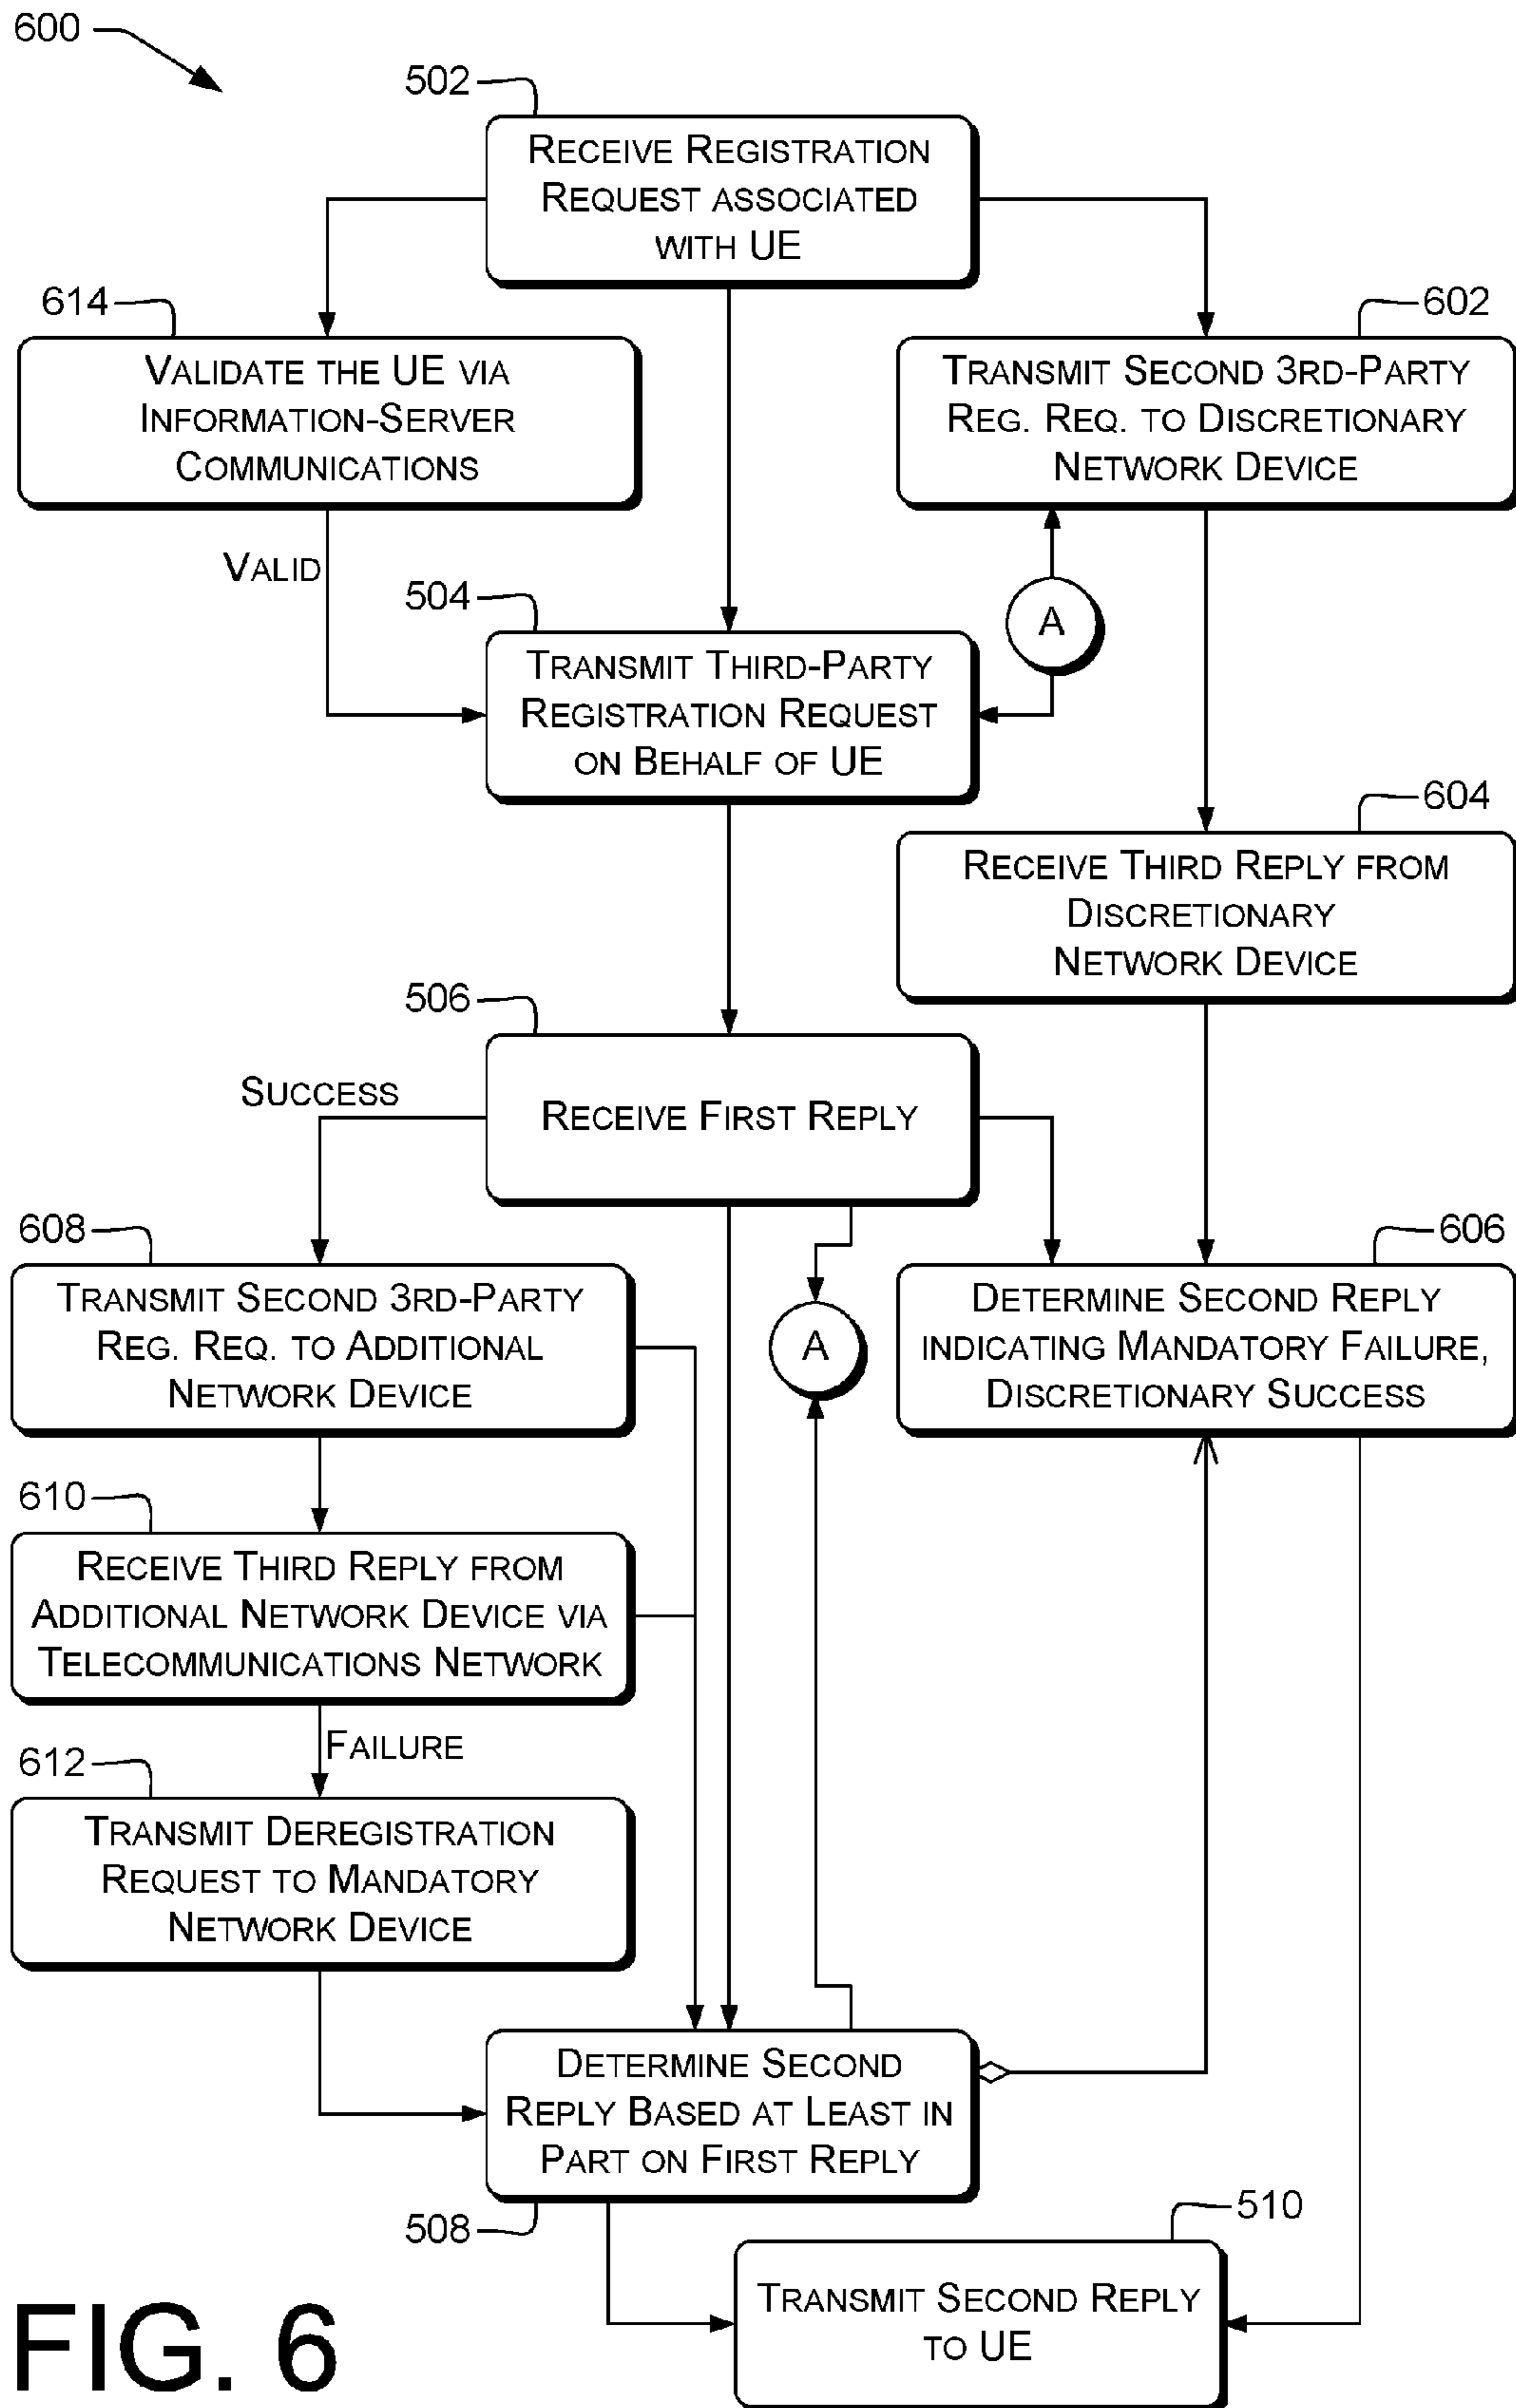 600
502
RECEIVE REGISTRATION
REQUEST ASSOCIATED
WITH UE
614
VALIDATE THE UE VIA
INFORMATION-SERVER
COMMUNICATIONS
602
TRANSMIT SECOND 3RD-PARTY
REG. REQ. TO DISCRETIONARY
NETWORK DEVICE
VALID
504
TRANSMIT THIRD-PARTY
REGISTRATION REQUEST
ON BEHALF OF UE
A
604
RECEIVE THIRD REPLY FROM
DISCRETIONARY
NETWORK DEVICE
506
RECEIVE FIRST REPLY
SUCCESS
608
TRANSMIT SECOND 3RD-PARTY
REG. REQ. TO ADDITIONAL
NETWORK DEVICE
A
606
DETERMINE SECOND REPLY
INDICATING MANDATORY FAILURE,
DISCRETIONARY SUCCESS
610
RECEIVE THIRD REPLY FROM
ADDITIONAL NETWORK DEVICE VIA
TELECOMMUNICATIONS NETWORK
FAILURE
612
TRANSMIT DEREGISTRATION
REQUEST TO MANDATORY
NETWORK DEVICE
DETERMINE SECOND
REPLY BASED AT LEAST IN
PART ON FIRST REPLY
508
510
TRANSMIT SECOND REPLY
TO UE
FIG. 6